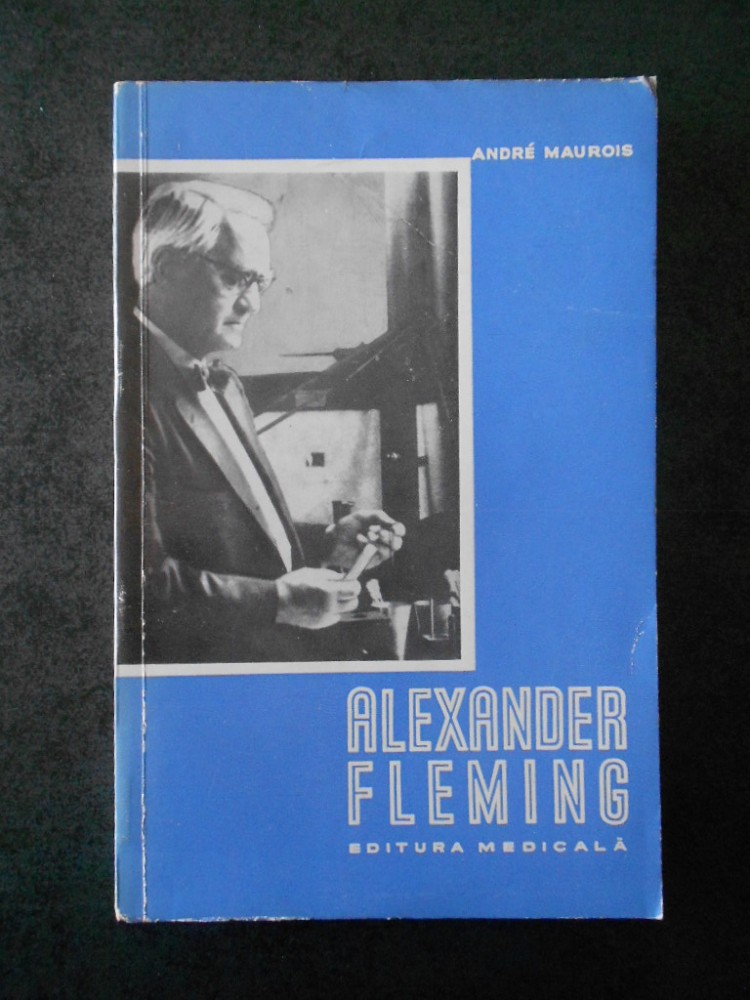 ANDRÉ MAUROIS
ALEXANDER
FLEMING
EDITURA MEDICALĂ